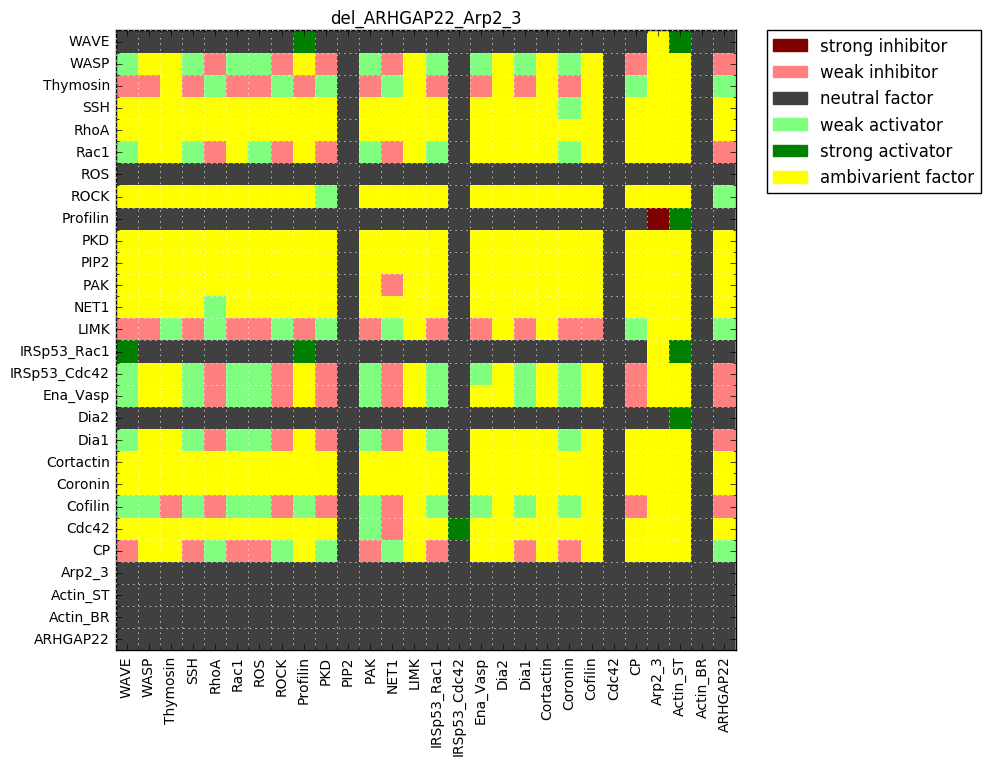 del_ARHGAP22_Arp2_3
WAVE
WASP
Thymosin
SSH
RhoA
Rac1
ROS
ROCK
Profilin
PKD
PIP2
PAK
NET1
LIMK
IRSp53_Rac1
IRSp53_Cdc42
Ena_Vasp
Dia2
Dia1
Cortactin
Coronin
Cofilin
Cdc42
CP
Arp2_3
Actin_ST
Actin_BR
ARHGAP22
WAVE
WASP
Thymosin
SSH
RhoA
Rac1
ROS
ROCK
Profilin
PKD
PIP2
PAK
NET1
LIMK
IRSp53_Rac1
IRSp53_Cdc42
Ena_Vasp
Dia2
Dia1
Cortactin
Coronin
Cofilin
Cdc42
CP
Arp2_3
Actin_ST
Actin_BR
ARHGAP22
strong inhibitor
weak inhibitor
neutral factor
weak activator
strong activator
ambivarient factor